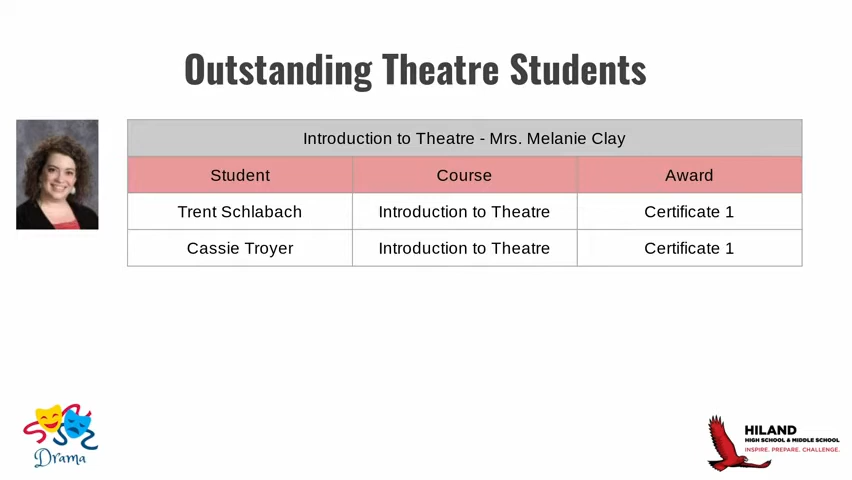 Outstanding Theatre Students
Introduction to Theatre - Mrs. Melanie Clay
Student Course Award
Trent Schlabach Introduction to Theatre Certificate 1
Cassie Troyer Introduction to Theatre Certificate 1
Drama
HILAND
HIGH SCHOOL & MIDDLE SCHOOL
INSPIRE. PREPARE. CHALLENGE.